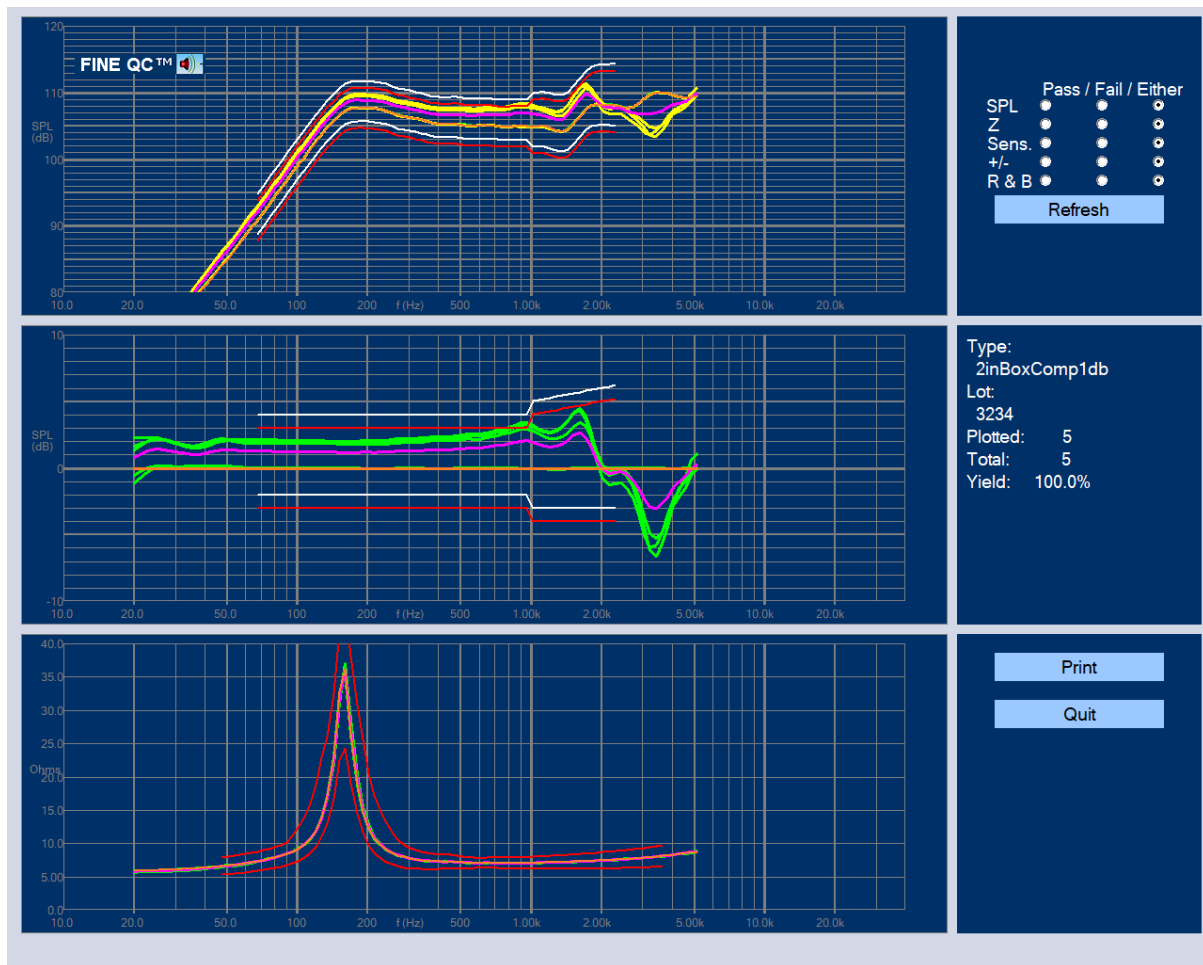 120
FINE QC™
110
SPL
(dB)
100
90
80
10.0 20.0 50.0 100 200 f (Hz) 500 1.00k 2.00k 5.00k 10.0k 20.0k
Pass / Fail / Either
SPL
Z
Sens.
+/-
R & B
Refresh
10
SPL
(dB)
0
-10
10.0 20.0 50.0 100 200 f (Hz) 500 1.00k 2.00k 5.00k 10.0k 20.0k
Type:
2inBoxComp1db
Lot:
3234
Plotted: 5
Total: 5
Yield: 100.0%
40.0
35.0
30.0
25.0
Ohms
20.0
15.0
10.0
5.00
0.0
10.0 20.0 50.0 100 200 f (Hz) 500 1.00k 2.00k 5.00k 10.0k 20.0k
Print
Quit